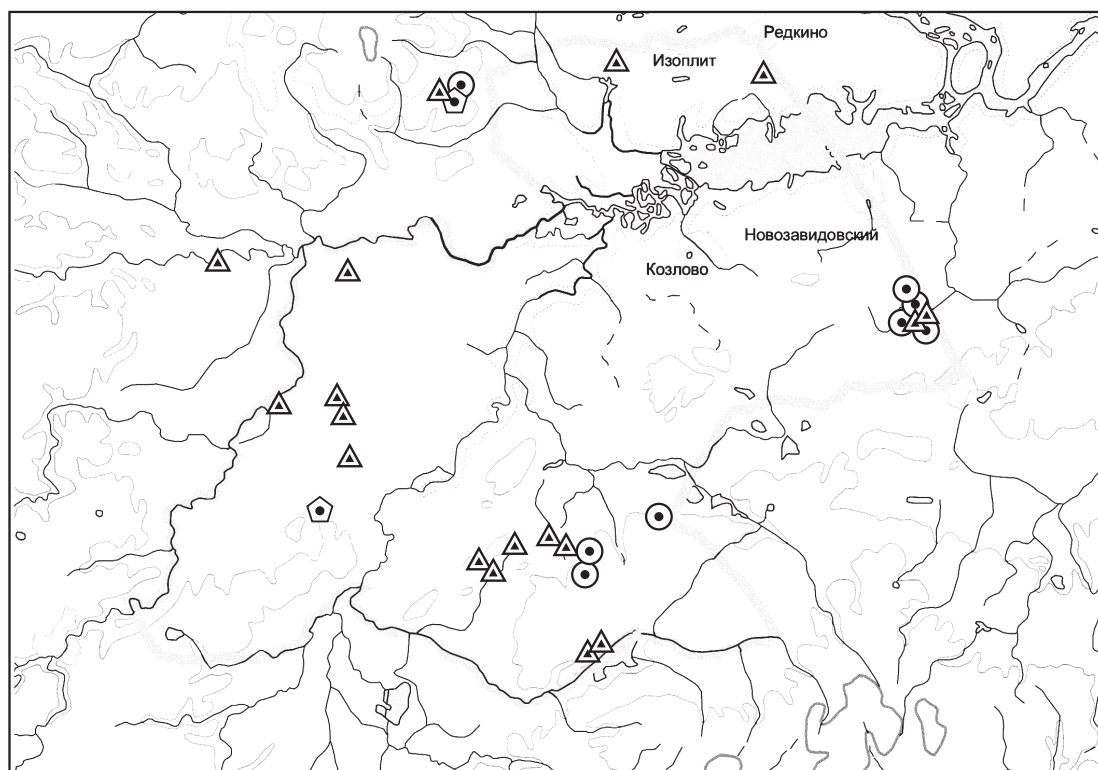 Редкино
Изоплит
Новозавидовский
Козлово